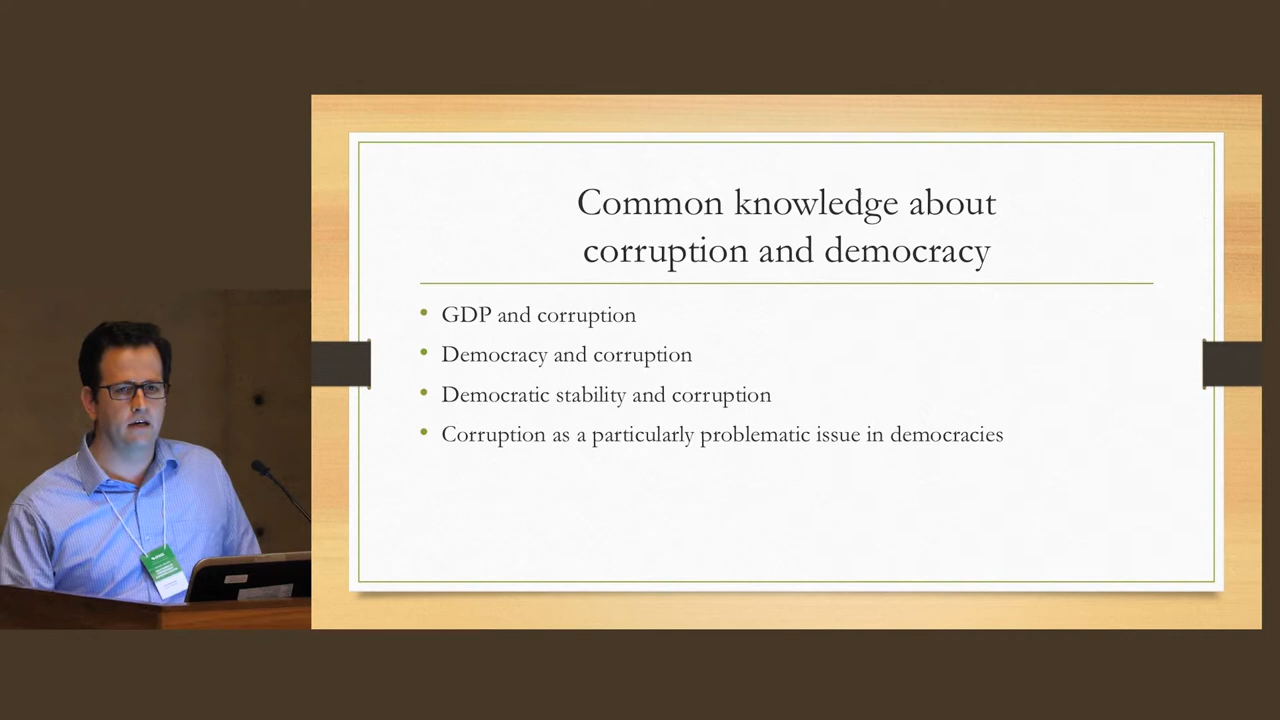 Common knowledge about
corruption and democracy
• GDP and corruption
• Democracy and corruption
• Democratic stability and corruption
• Corruption as a particularly problematic issue in democracies